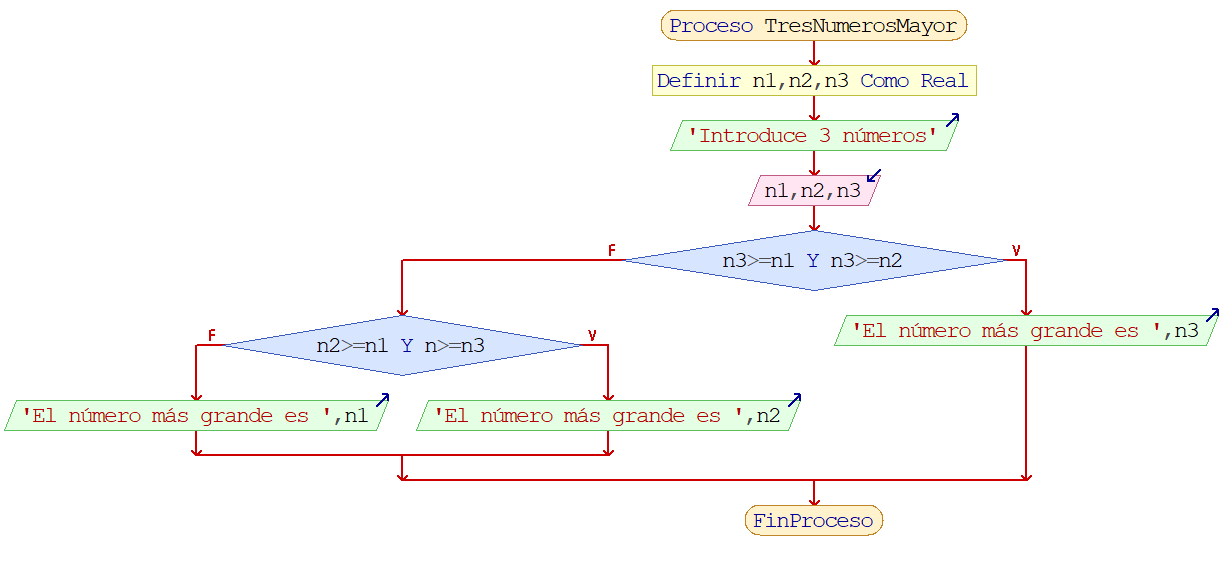 Proceso TresNumerosMayor
Definir n1,n2,n3 Como Real
'Introduce 3 números'
n1,n2,n3
F
V
n3>=n1 Y n3>=n2
'El número más grande es ',n3
F
V
n2>=n1 Y n>=n3
'El número más grande es ',n1
'El número más grande es ',n2
FinProceso